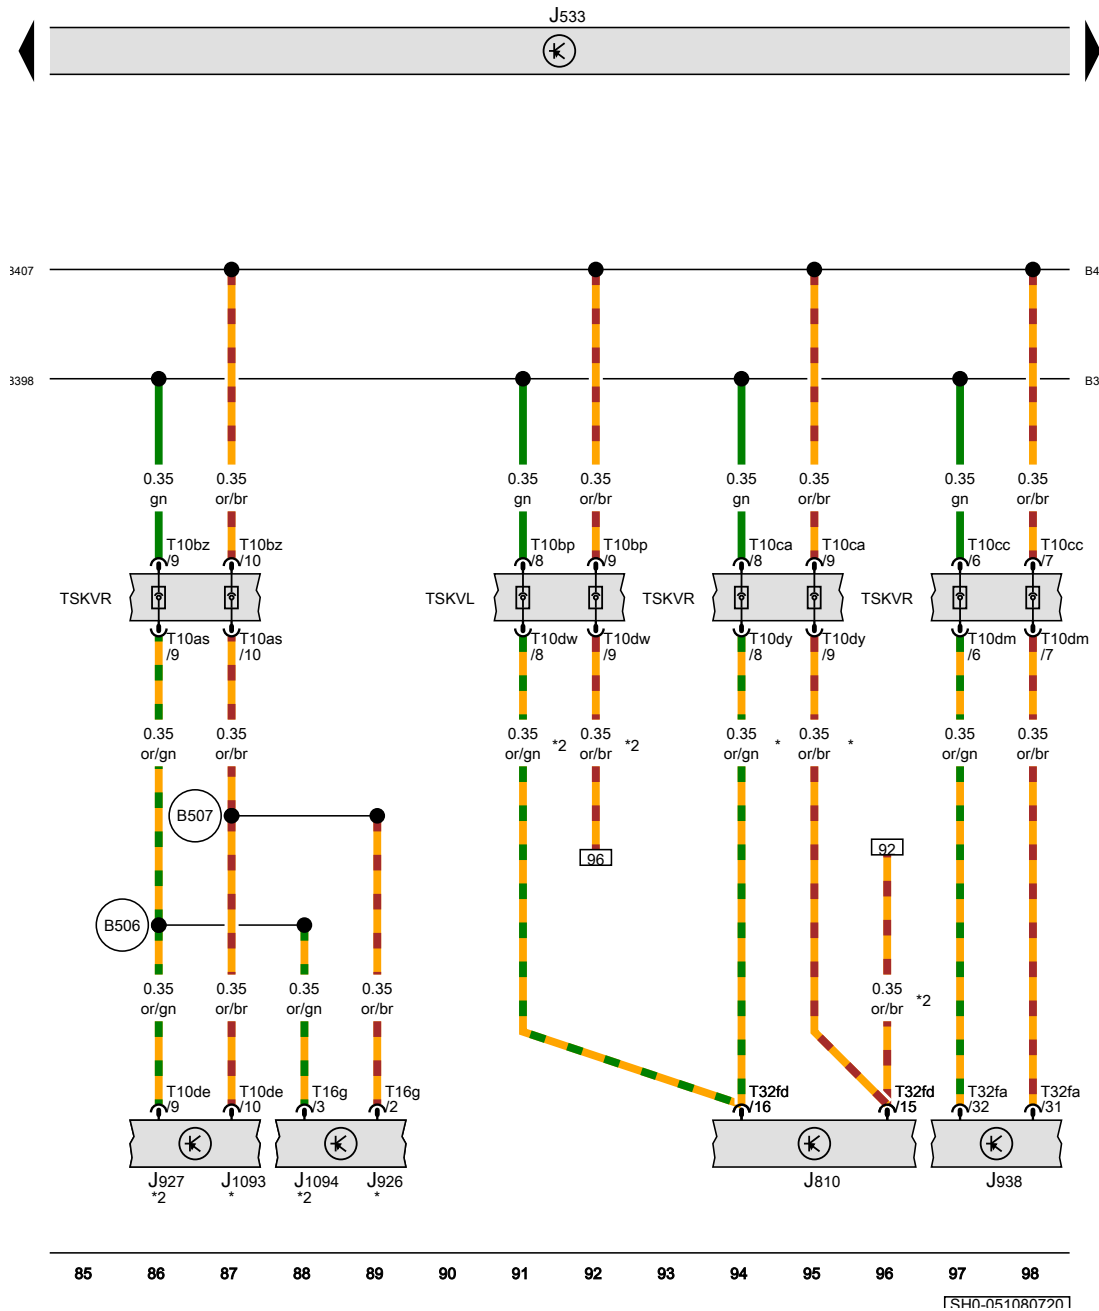 J533
B407
B4
B398
B3
0.35 0.35 0.35 0.35 0.35 0.35 0.35 0.35
gn or/br gn or/br gn or/br gn or/br
T10bz T10bz T10bp T10bp T10ca T10ca T10cc T10cc
/9 /10 /8 /9 /8 /9 /6 /7
TSKVR TSKVL TSKVR TSKVR
T10as T10as T10dw T10dw T10dy T10dy T10dm T10dm
/9 /10 /8 /9 /8 /9 /6 /7
0.35 0.35 0.35 0.35 0.35 0.35 0.35 0.35
or/gn or/br or/gn *2 or/br *2 or/gn * or/br * or/gn or/br
B507
96 92
B506
0.35 0.35 0.35 0.35 0.35
or/gn or/br or/gn or/br or/br *2
T10de T10de T16g T16g T32fd T32fd T32fa T32fa
/9 /10 /3 /2 /16 /15 /32 /31
J927 J1093 J1094 J926 J810 J938
*2 * *2 *
85 86 87 88 89 90 91 92 93 94 95 96 97 98
SH0-051080720